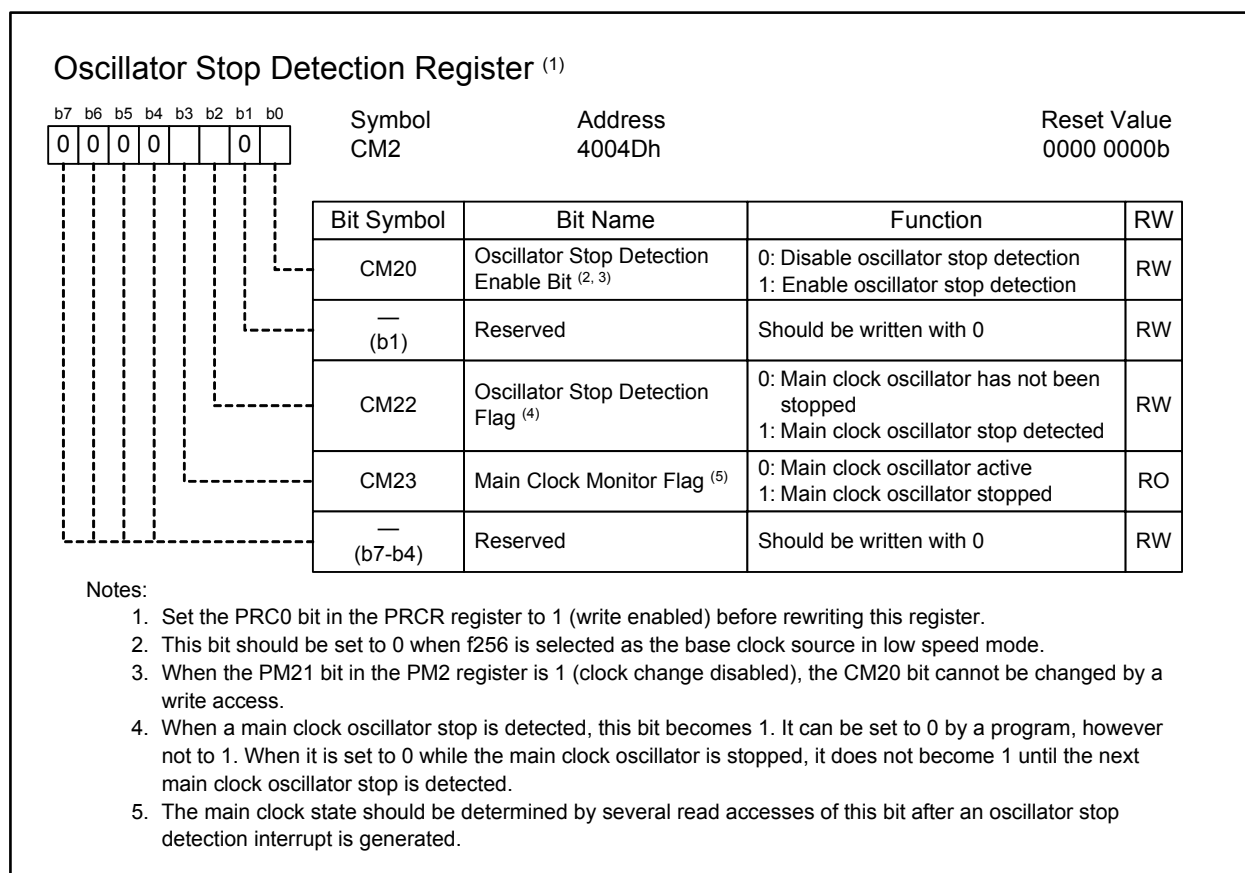 Oscillator Stop Detection Register (1)
b7 b6 b5 b4 b3 b2 b1 b0
0 0 0 0 0
Symbol Address Reset Value
CM2 4004Dh 0000 0000b
Bit Symbol Bit Name Function RW
CM20
Oscillator Stop Detection
Enable Bit (2, 3)
0: Disable oscillator stop detection
1: Enable oscillator stop detection
RW
—
(b1)
Reserved
Should be written with 0
RW
CM22
Oscillator Stop Detection
Flag (4)
0: Main clock oscillator has not been
stopped
1: Main clock oscillator stop detected
RW
CM23
Main Clock Monitor Flag (5)
0: Main clock oscillator active
1: Main clock oscillator stopped
RO
—
(b7-b4)
Reserved
Should be written with 0
RW
Notes:
1. Set the PRC0 bit in the PRCR register to 1 (write enabled) before rewriting this register.
2. This bit should be set to 0 when f256 is selected as the base clock source in low speed mode.
3. When the PM21 bit in the PM2 register is 1 (clock change disabled), the CM20 bit cannot be changed by a
write access.
4. When a main clock oscillator stop is detected, this bit becomes 1. It can be set to 0 by a program, however
not to 1. When it is set to 0 while the main clock oscillator is stopped, it does not become 1 until the next
main clock oscillator stop is detected.
5. The main clock state should be determined by several read accesses of this bit after an oscillator stop
detection interrupt is generated.